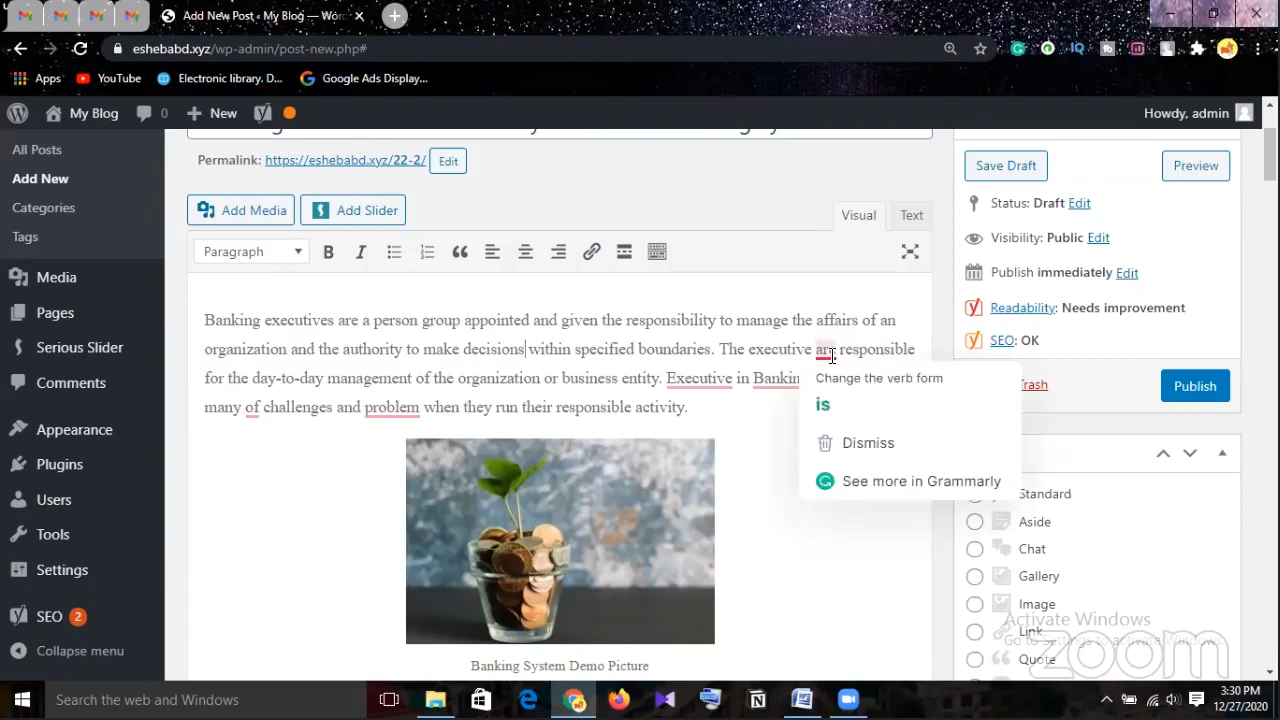 Add New Post ‹ My Blog — Wor
eshebabd.xyz/wp-admin/post-new.php#
Apps
YouTube
Electronic library. D...
Google Ads Display...
My Blog
0
New
Howdy, admin
All Posts
Add New
Categories
Tags
Media
Pages
Serious Slider
Appearance
Plugins
Users
Tools
Settings
SEO 2
Collapse menu
Permalink: https://eshebabd.xyz/22-2/ Edit
Add Media
Add Slider
Visual
Text
Paragraph
Banking executives are a person group appointed and given the responsibility to manage the affairs of an
organization and the authority to make decisions within specified boundaries. The executive are responsible
for the day-to-day management of the organization or business entity. Executive in Bankin
many of challenges and problem when they run their responsible activity.
Change the verb form
is
Dismiss
See more in Grammarly
Banking System Demo Picture
Save Draft
Preview
Status: Draft Edit
Visibility: Public Edit
Publish immediately Edit
Readability: Needs improvement
SEO: OK
Trash
Publish
Standard
Aside
Chat
Gallery
Image
Link
Quote
Activate Windows
Go to Settings to activate Windows.
zoom
Type here to search
3:30 PM
12/27/2020